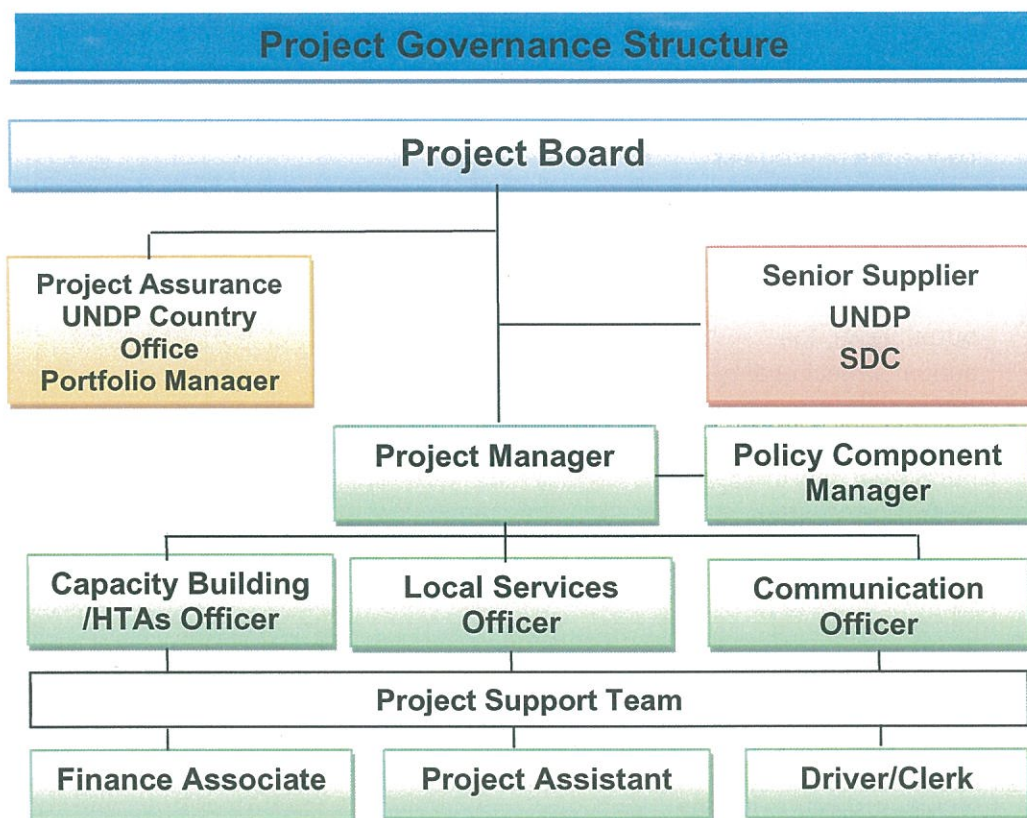 Project Governance Structure
Project Board
Project Assurance
UNDP Country
Office
Portfolio Manager
Senior Supplier
UNDP
SDC
Project Manager
Policy Component
Manager
Capacity Building
/HTAs Officer
Local Services
Officer
Communication
Officer
Project Support Team
Finance Associate
Project Assistant
Driver/Clerk